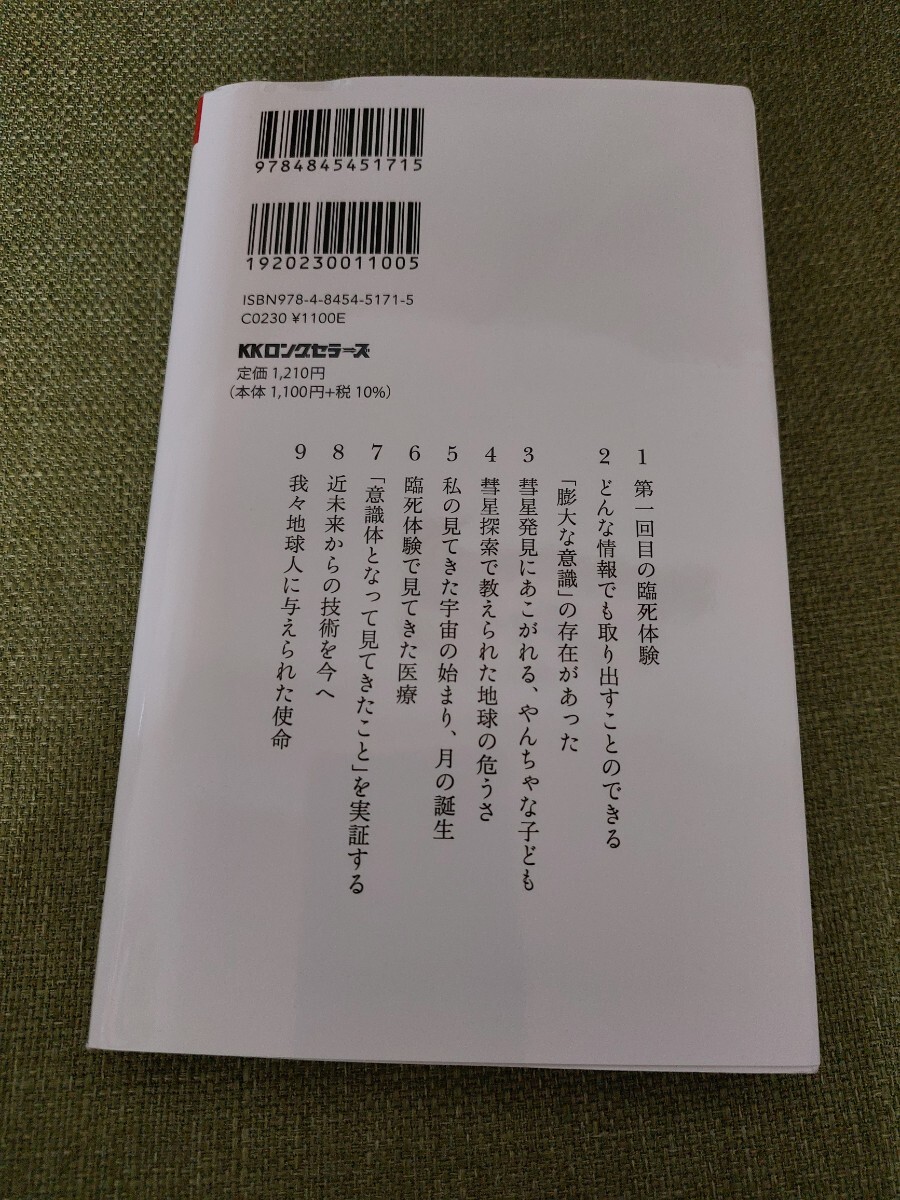 9784845451715
1920230011005
ISBN978-4-8454-5171-5
C0230 ¥1100E
KKロングセラーズ
定価1,210円
(本体1,100円+税10%)
1 第一回目の臨死体験
2 どんな情報でも取り出すことのできる
「膨大な意識」の存在があった
3 彗星発見にあこがれる、やんちゃな子ども
4 彗星探索で教えられた地球の危うさ
5 私の見てきた宇宙の始まり、月の誕生
6 臨死体験で見てきた医療
7 「意識体となって見てきたこと」を実証する
8 近未来からの技術を今へ
9 我々地球人に与えられた使命